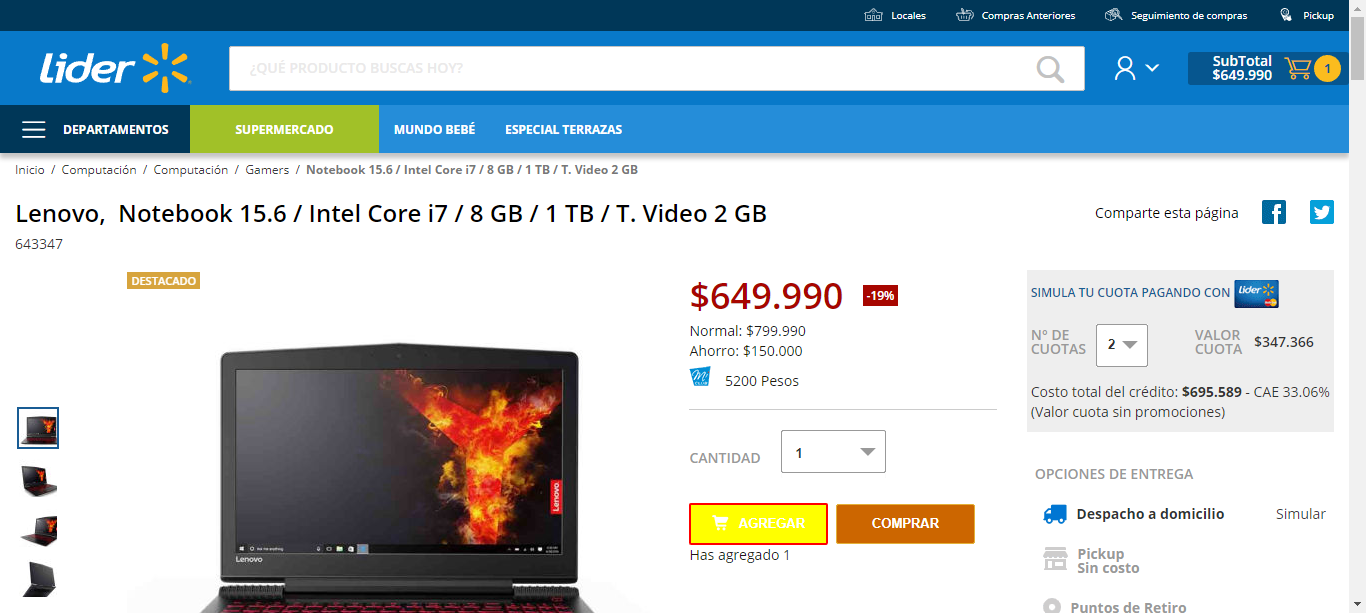 Locales
Compras Anteriores
Seguimiento de compras
Pickup
Lider
¿QUÉ PRODUCTO BUSCAS HOY?
SubTotal
$649.990
1
DEPARTAMENTOS
SUPERMERCADO
MUNDO BEBÉ
ESPECIAL TERRAZAS
Inicio / Computación / Computación / Gamers / Notebook 15.6 / Intel Core i7 / 8 GB / 1 TB / T. Video 2 GB
Lenovo, Notebook 15.6 / Intel Core i7 / 8 GB / 1 TB / T. Video 2 GB
Comparte esta página
643347
DESTACADO
Lenovo
Lenovo
$649.990
-19%
Normal: $799.990
Ahorro: $150.000
5200 Pesos
CANTIDAD
1
AGREGAR
COMPRAR
Has agregado 1
SIMULA TU CUOTA PAGANDO CON
Lider
N° DE
CUOTAS
2
VALOR
CUOTA
$347.366
Costo total del crédito: $695.589 - CAE 33.06%
(Valor cuota sin promociones)
OPCIONES DE ENTREGA
Despacho a domicilio
Simular
Pickup
Sin costo
Puntos de Retiro